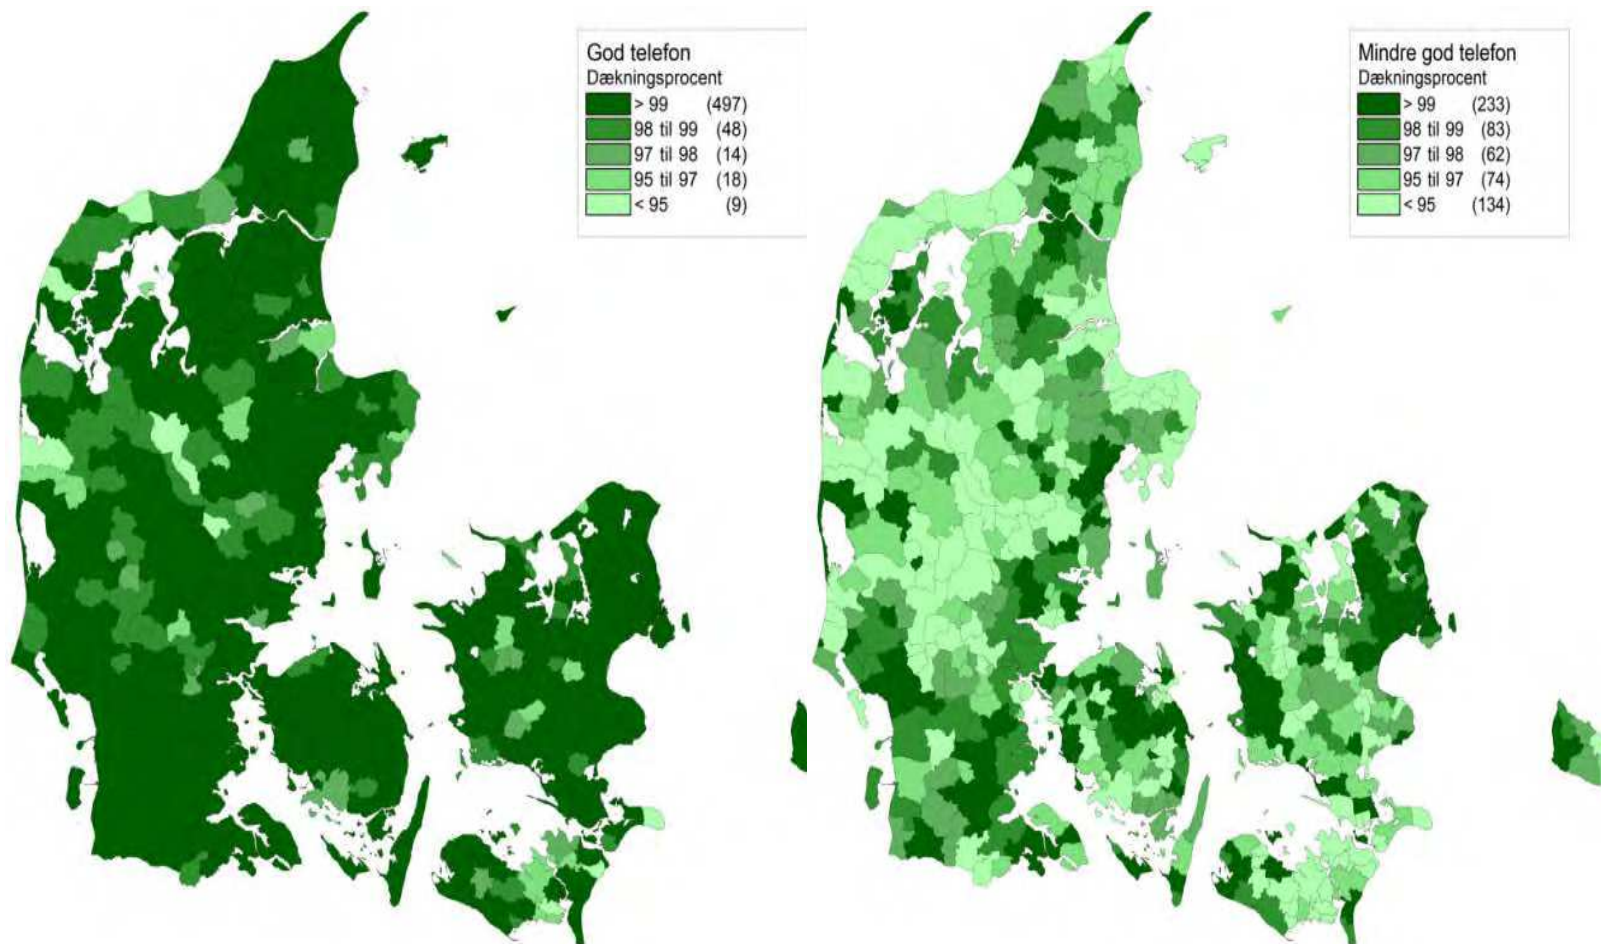 God telefon
Dækningsprocent
> 99 (497)
98 til 99 (48)
97 til 98 (14)
95 til 97 (18)
< 95 (9)
Mindre god telefon
Dækningsprocent
> 99 (233)
98 til 99 (83)
97 til 98 (62)
95 til 97 (74)
< 95 (134)